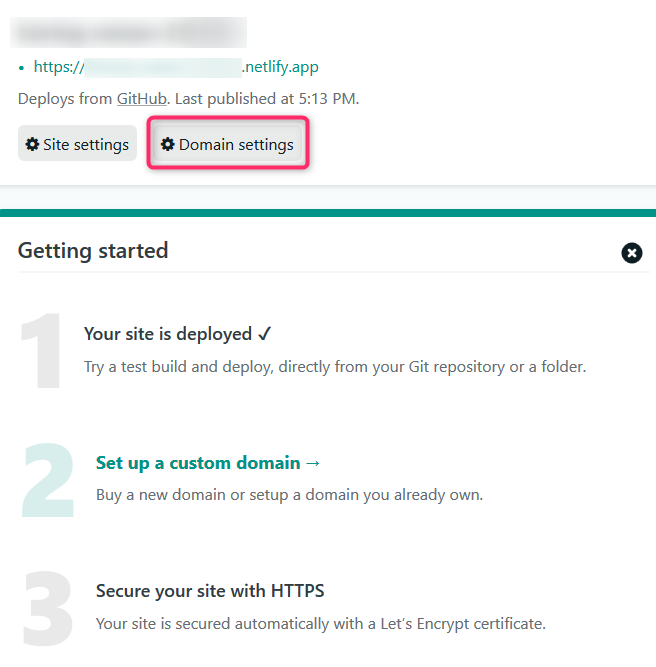 https:// .netlify.app
Deploys from GitHub. Last published at 5:13 PM.
Site settings
Domain settings
Getting started
1
Your site is deployed ✓
Try a test build and deploy, directly from your Git repository or a folder.
2
Set up a custom domain →
Buy a new domain or setup a domain you already own.
3
Secure your site with HTTPS
Your site is secured automatically with a Let’s Encrypt certificate.